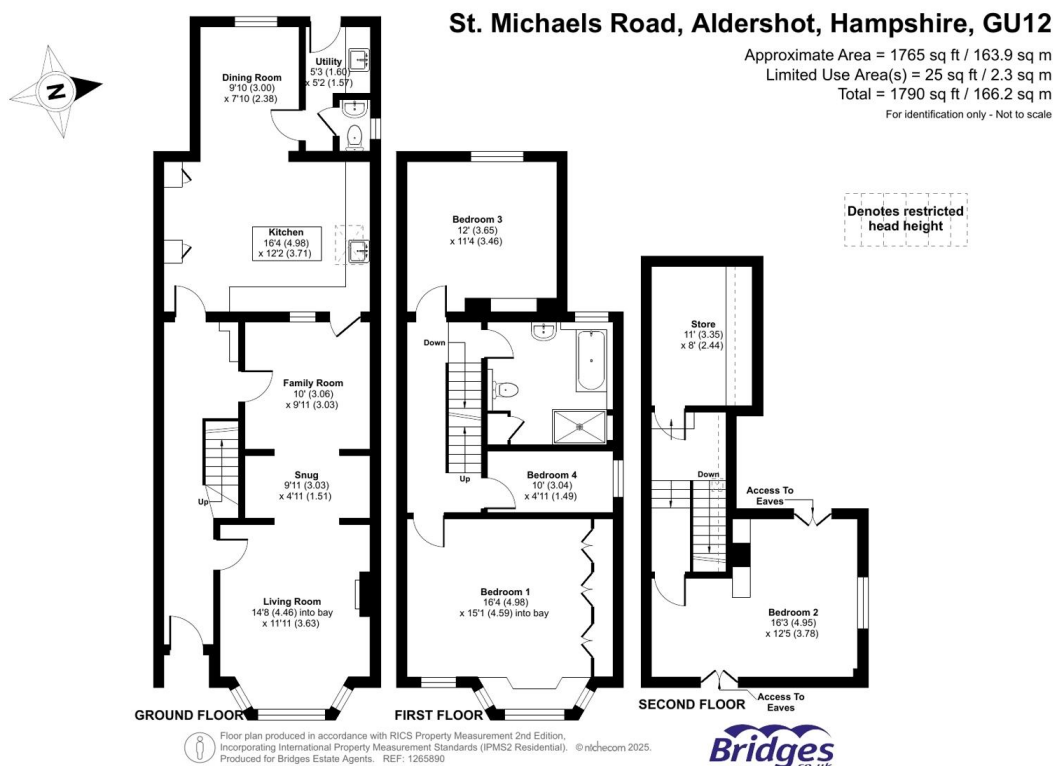 St. Michaels Road, Aldershot, Hampshire, GU12
Approximate Area = 1765 sq ft / 163.9 sq m
Limited Use Area(s) = 25 sq ft / 2.3 sq m
Total = 1790 sq ft / 166.2 sq m
For identification only - Not to scale
N
Denotes restricted
head height
Dining Room
9'10 (3.00)
x 7'10 (2.38)
Utility
5'3 (1.60)
x 5'2 (1.57)
Kitchen
16'4 (4.98)
x 12'2 (3.71)
Family Room
10' (3.06)
x 9'11 (3.03)
Snug
9'11 (3.03)
x 4'11 (1.51)
Up
Living Room
14'8 (4.46) into bay
x 11'11 (3.63)
GROUND FLOOR
Bedroom 3
12' (3.65)
x 11'4 (3.46)
Down
Up
Bedroom 4
10' (3.04)
x 4'11 (1.49)
Bedroom 1
16'4 (4.98)
x 15'1 (4.59) into bay
FIRST FLOOR
Store
11' (3.35)
x 8' (2.44)
Down
Access To
Eaves
Bedroom 2
16'3 (4.95)
x 12'5 (3.78)
Access To
Eaves
SECOND FLOOR
Floor plan produced in accordance with RICS Property Measurement 2nd Edition,
Incorporating International Property Measurement Standards (IPMS2 Residential). © nichecom 2025.
Produced for Bridges Estate Agents. REF: 1265890
Bridges
.co.uk